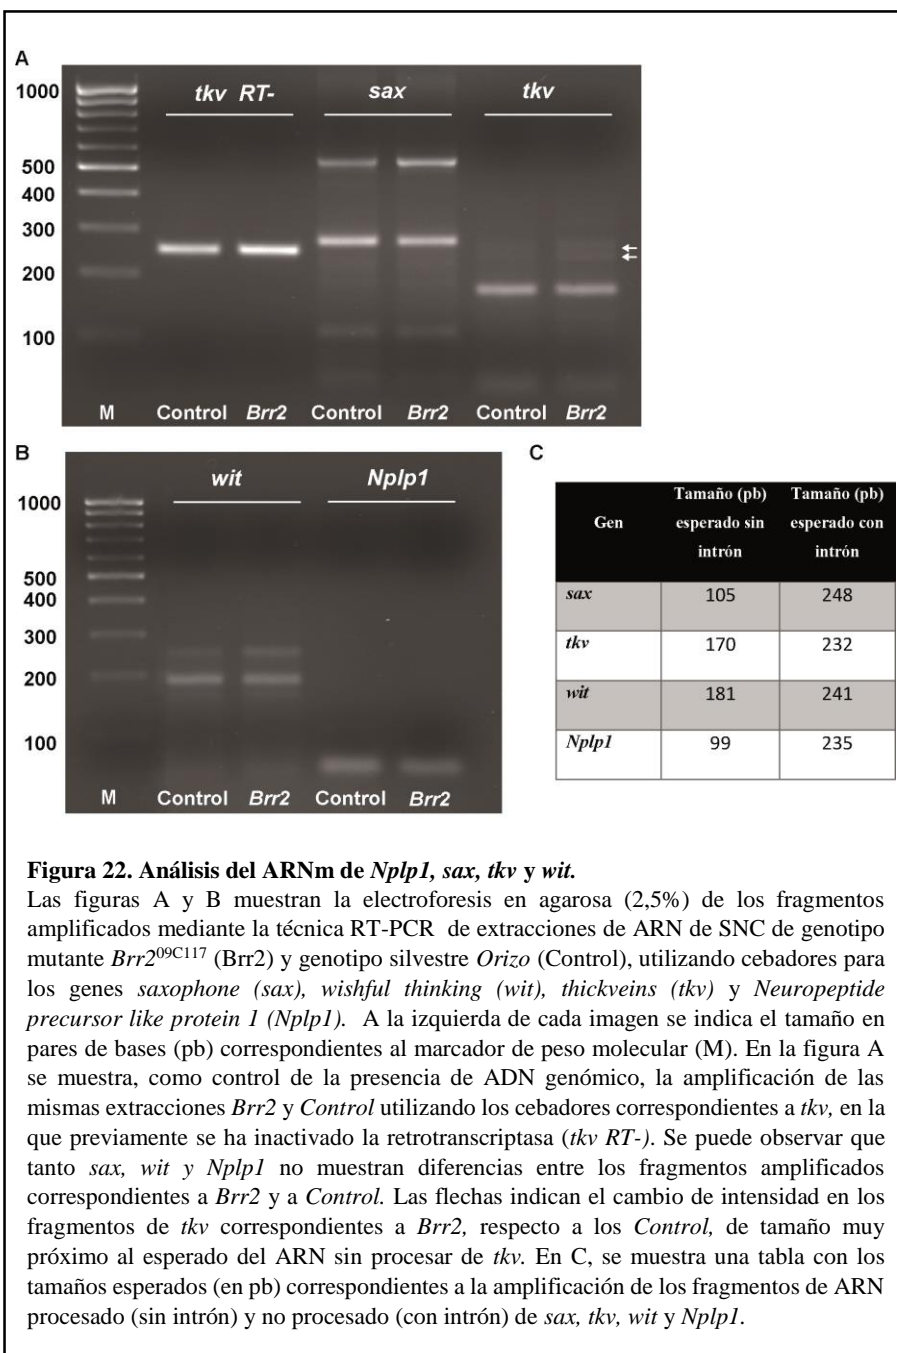 A
1000
500
400
300
200
100
tkv RT-
sax
tkv
M Control Brr2 Control Brr2 Control Brr2
B
1000
500
400
300
200
100
wit
Nplp1
M Control Brr2 Control Brr2
C
Gen
Tamaño (pb) esperado sin intrón
Tamaño (pb) esperado con intrón
sax 105 248
tkv 170 232
wit 181 241
Nplp1 99 235
Figura 22. Análisis del ARNm de Nplp1, sax, tkv y wit.
Las figuras A y B muestran la electroforesis en agarosa (2,5%) de los fragmentos
amplificados mediante la técnica RT-PCR de extracciones de ARN de SNC de genotipo
mutante Brr2⁰⁹C¹¹⁷ (Brr2) y genotipo silvestre Orizo (Control), utilizando cebadores para
los genes saxophone (sax), wishful thinking (wit), thickveins (tkv) y Neuropeptide
precursor like protein 1 (Nplp1). A la izquierda de cada imagen se indica el tamaño en
pares de bases (pb) correspondientes al marcador de peso molecular (M). En la figura A
se muestra, como control de la presencia de ADN genómico, la amplificación de las
mismas extracciones Brr2 y Control utilizando los cebadores correspondientes a tkv, en la
que previamente se ha inactivado la retrotranscriptasa (tkv RT-). Se puede observar que
tanto sax, wit y Nplp1 no muestran diferencias entre los fragmentos amplificados
correspondientes a Brr2 y a Control. Las flechas indican el cambio de intensidad en los
fragmentos de tkv correspondientes a Brr2, respecto a los Control, de tamaño muy
próximo al esperado del ARN sin procesar de tkv. En C, se muestra una tabla con los
tamaños esperados (en pb) correspondientes a la amplificación de los fragmentos de ARN
procesado (sin intrón) y no procesado (con intrón) de sax, tkv, wit y Nplp1.